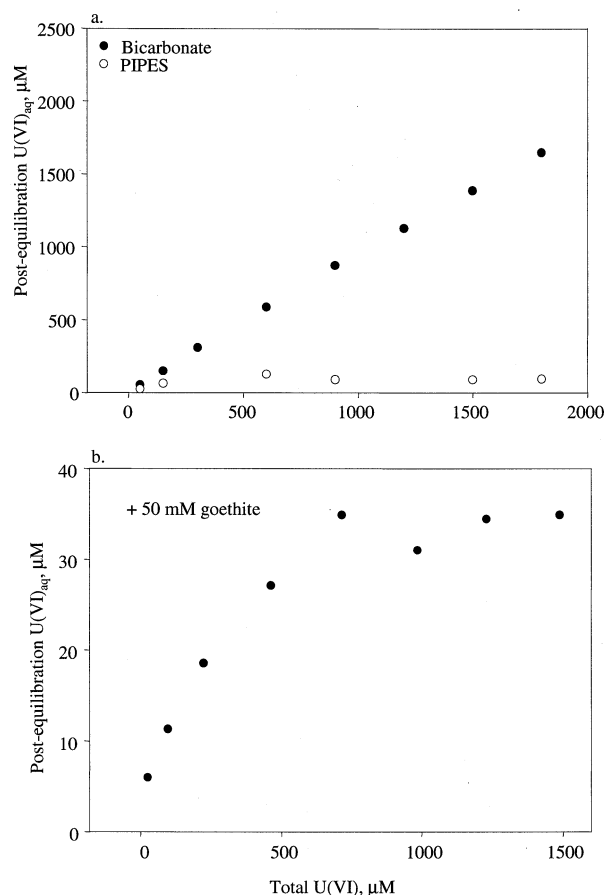 a.
2500
2000
1500
1000
500
0
Post-equilibration U(VI)aq, μM
Bicarbonate
PIPES
0 500 1000 1500 2000
b.
40
30
20
10
0
Post-equilibration U(VI)aq, μM
+ 50 mM goethite
0 500 1000 1500
Total U(VI), μM